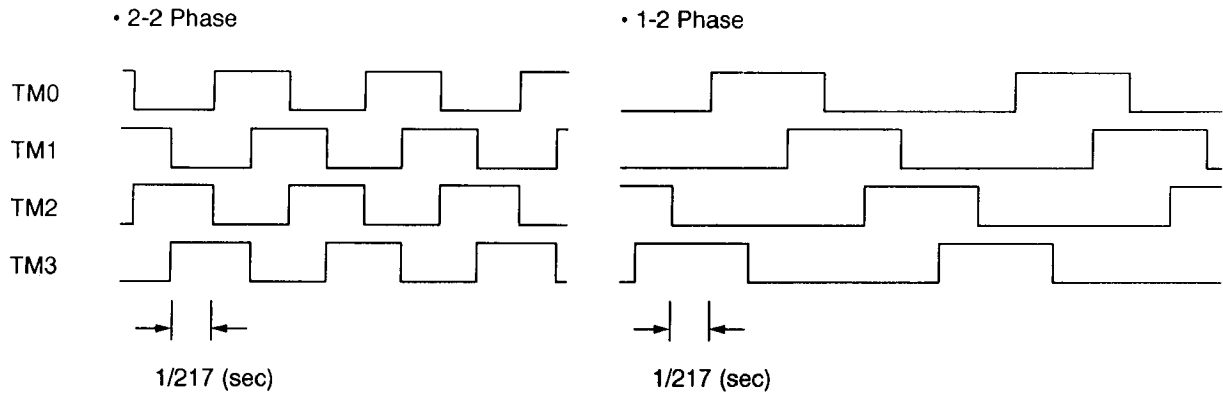 • 2-2 Phase
• 1-2 Phase
TM0
TM1
TM2
TM3
1/217 (sec)
1/217 (sec)